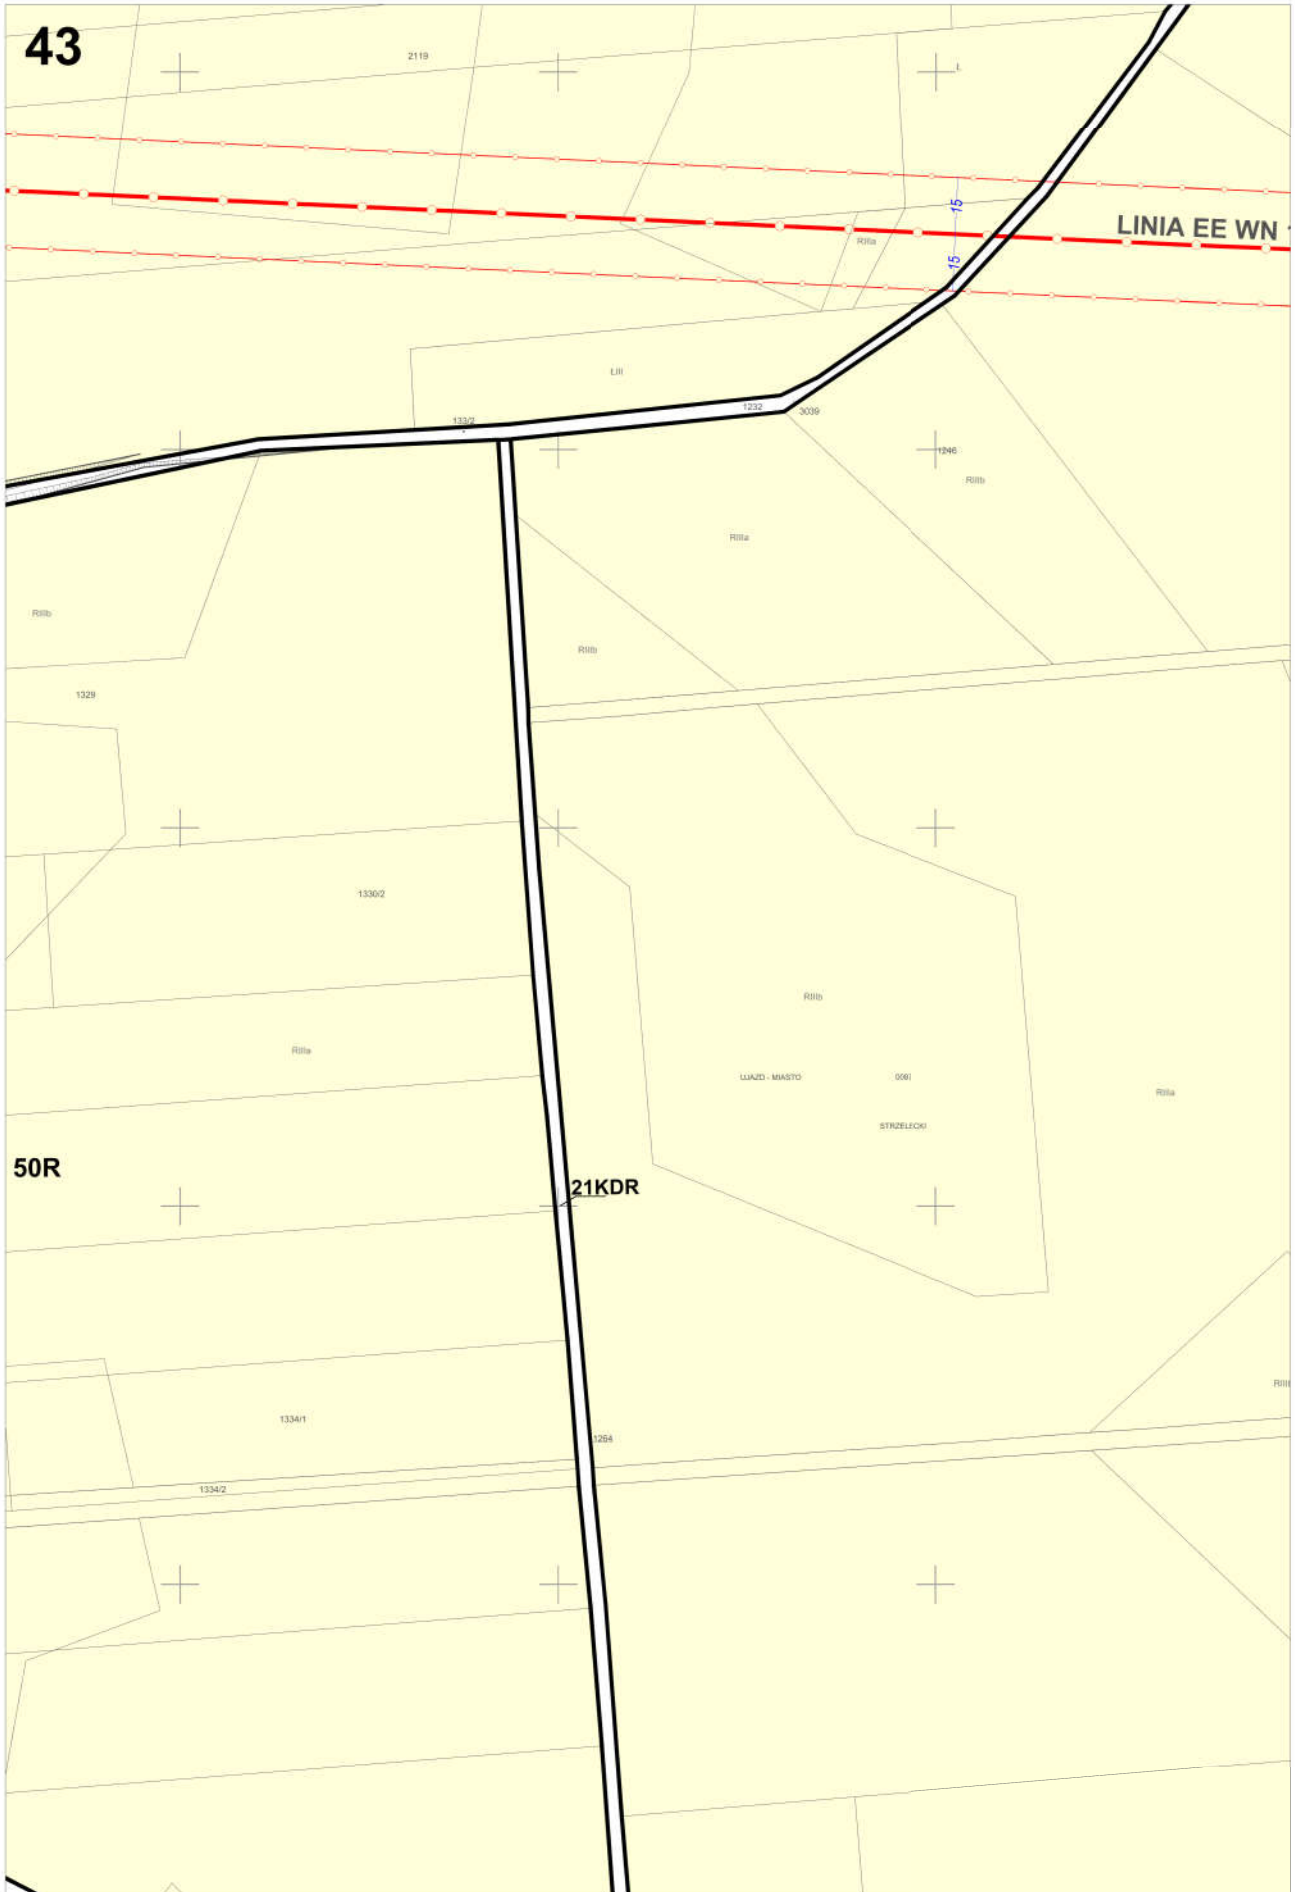 43
2119
Ł
15
LINIA EE WN
RIIIa
15
ŁIII
1232
3039
133/2
1246
RIIIb
RIIIa
RIIIb
RIIIb
1329
1330/2
RIIIb
RIIIa
UJAZD - MIASTO
STRZELECKI
RIIIa
50R
21KDR
1334/1
1264
1334/2